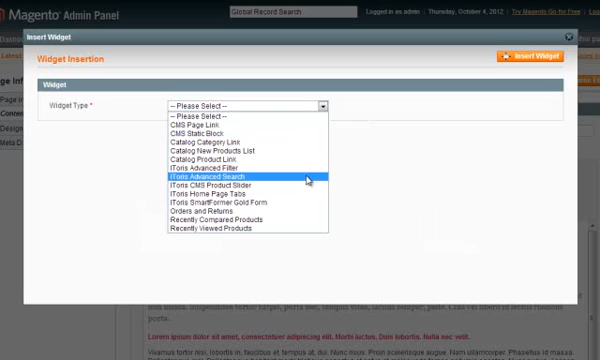 Magento Admin Panel
Global Record Search
Logged in as admin | Thursday, October 4, 2012 | Try Magento Go for Free
Insert Widget
Widget Insertion
Insert Widget
Widget
Widget Type *
-- Please Select --
-- Please Select --
CMS Page Link
CMS Static Block
Catalog Category Link
Catalog New Products List
Catalog Product Link
IToris Advanced Filter
IToris Advanced Search
IToris CMS Product Slider
IToris Home Page Tabs
IToris SmartFormer Gold Form
Orders and Returns
Recently Compared Products
Recently Viewed Products
Lorem ipsum dolor sit amet, consectetuer adipiscing elit. Morbi luctus. Duis lobortis. Nulla nec velit.